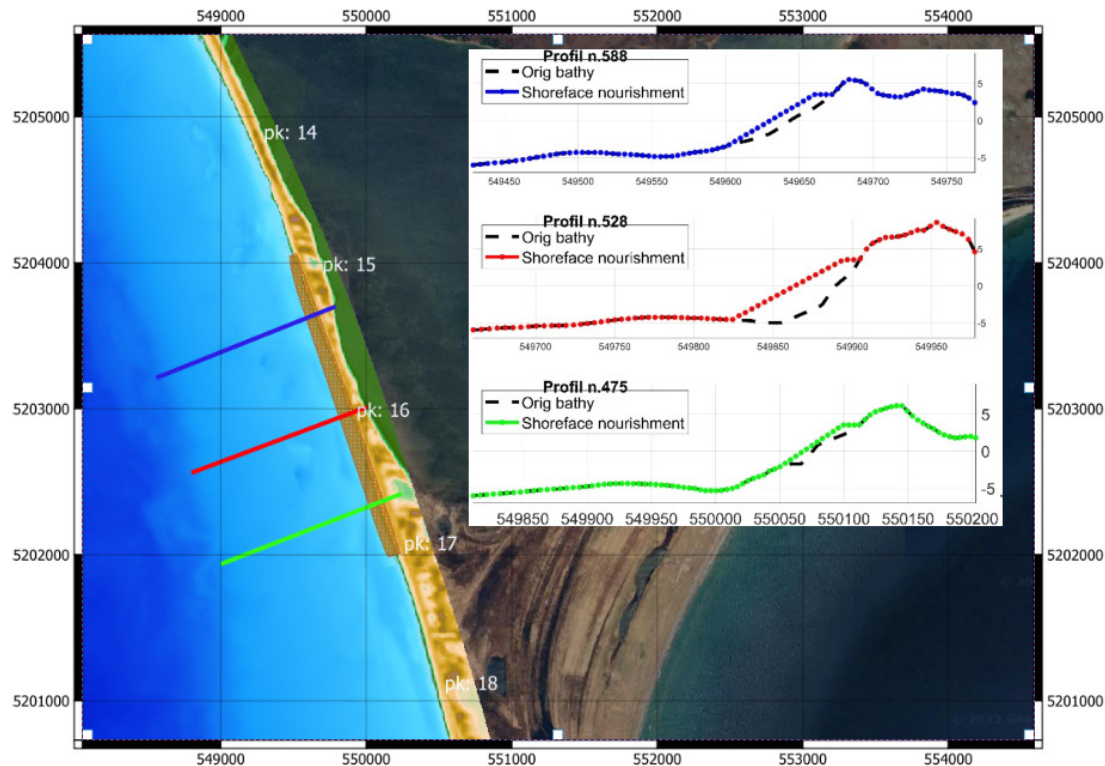 549000 550000 551000 552000 553000 554000
5205000
5204000
5203000
5202000
5201000
pk: 14
pk: 15
pk: 16
pk: 17
pk: 18
Profil n.588
Orig bathy
Shoreface nourishment
5
0
-5
549450 549500 549550 549600 549650 549700 549750
Profil n.528
Orig bathy
Shoreface nourishment
5
0
-5
549700 549750 549800 549850 549900 549950
Profil n.475
Orig bathy
Shoreface nourishment
5
0
-5
549850 549900 549950 550000 550050 550100 550150 550200
5205000
5204000
5203000
5202000
5201000
549000 550000 551000 552000 553000 554000